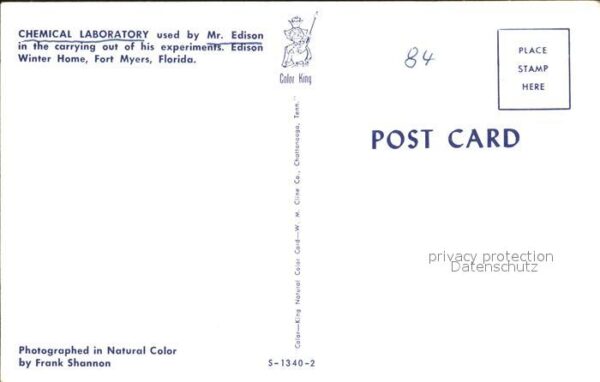 CHEMICAL LABORATORY used by Mr. Edison
in the carrying out of his experiments. Edison
Winter Home, Fort Myers, Florida.
Color King
84
PLACE
STAMP
HERE
POST CARD
Color—King Natural Color Card—W. M. Cline Co., Chattanooga, Tenn.
privacy protection
Datenschutz
Photographed in Natural Color
by Frank Shannon
S-1340-2